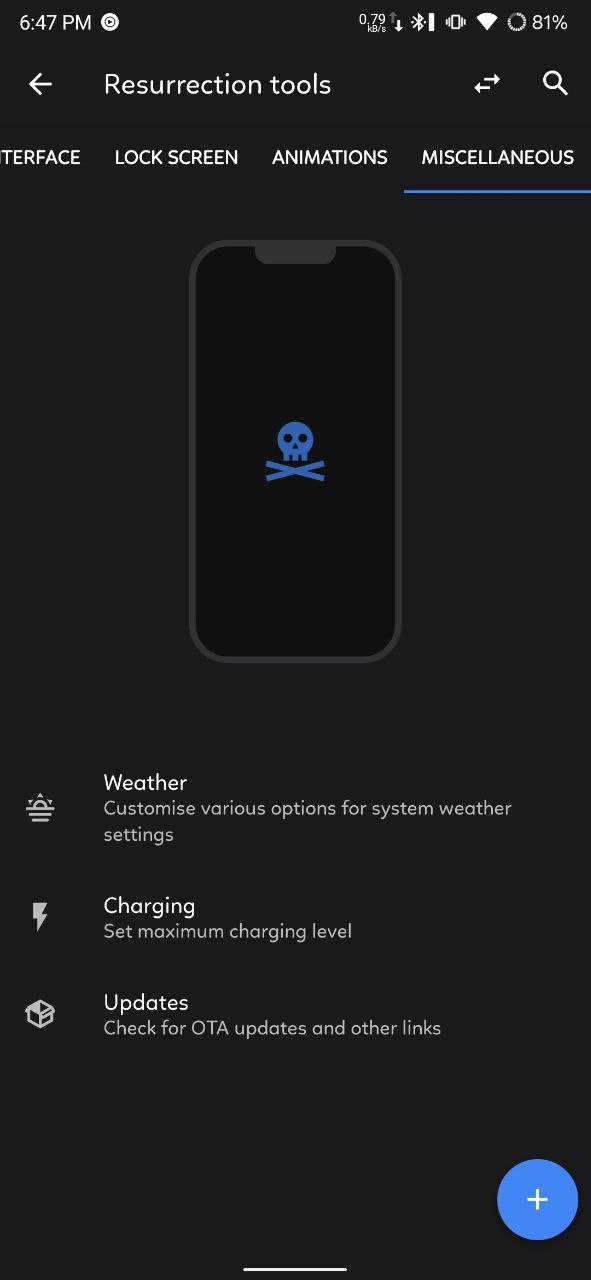 6:47 PM 0.79 kB/s 81%
Resurrection tools
TERFACE LOCK SCREEN ANIMATIONS MISCELLANEOUS
Weather
Customise various options for system weather
settings
Charging
Set maximum charging level
Updates
Check for OTA updates and other links